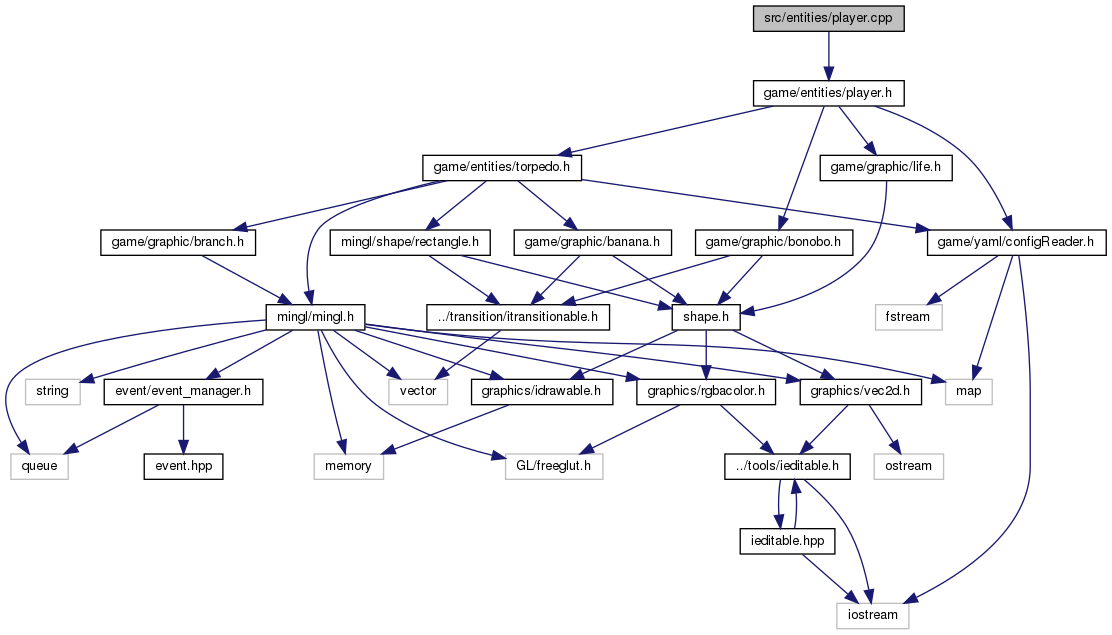 src/entities/player.cpp
game/entities/player.h
game/entities/torpedo.h
game/graphic/life.h
game/graphic/branch.h
mingl/shape/rectangle.h
game/graphic/banana.h
game/graphic/bonobo.h
game/yaml/configReader.h
mingl/mingl.h
../transition/itransitionable.h
shape.h
fstream
string
event/event_manager.h
vector
graphics/idrawable.h
graphics/rgbacolor.h
graphics/vec2d.h
map
queue
event.hpp
memory
GL/freeglut.h
../tools/ieditable.h
ostream
ieditable.hpp
iostream